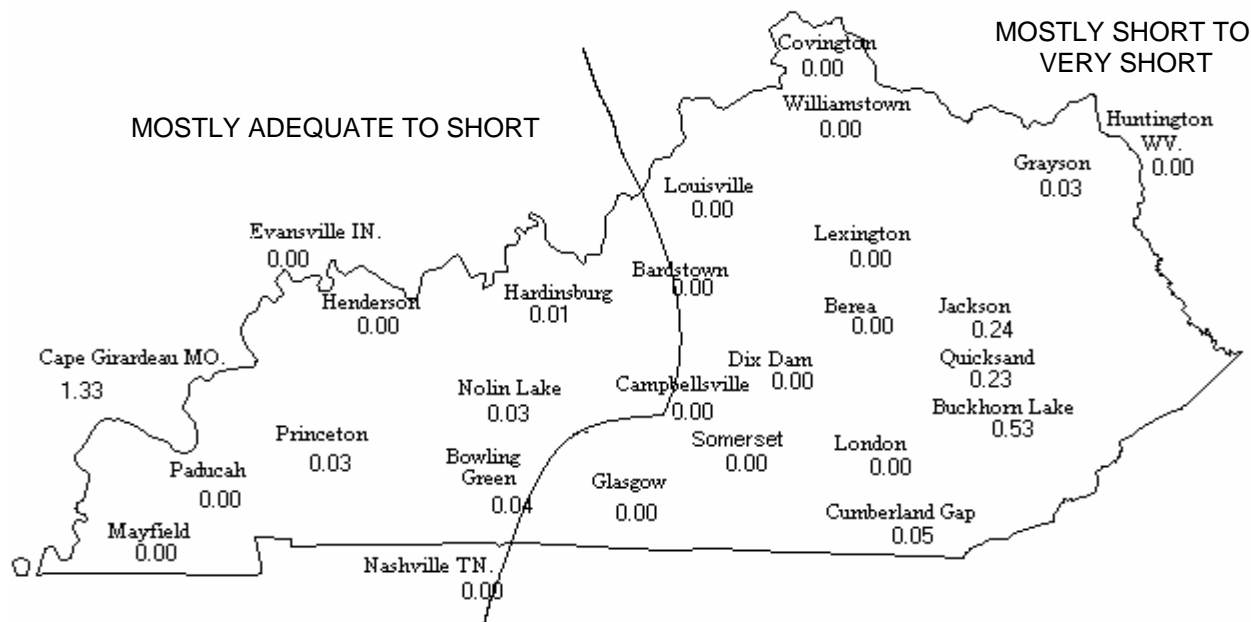 MOSTLY SHORT TO
VERY SHORT
Covington
0.00
Williamstown
0.00
MOSTLY ADEQUATE TO SHORT
Huntington
WV.
0.00
Grayson
0.03
Louisville
0.00
Evansville IN.
0.00
Lexington
0.00
Bardstown
0.00
Henderson
0.00
Hardinsburg
0.01
Berea
0.00
Jackson
0.24
Cape Girardeau MO.
1.33
Dix Dam
0.00
Quicksand
0.23
Nolin Lake
0.03
Campbellsville
0.00
Buckhorn Lake
0.53
Princeton
0.03
Somerset
0.00
London
0.00
Paducah
0.00
Bowling
Green
0.04
Glasgow
0.00
Mayfield
0.00
Cumberland Gap
0.05
Nashville TN.
0.00